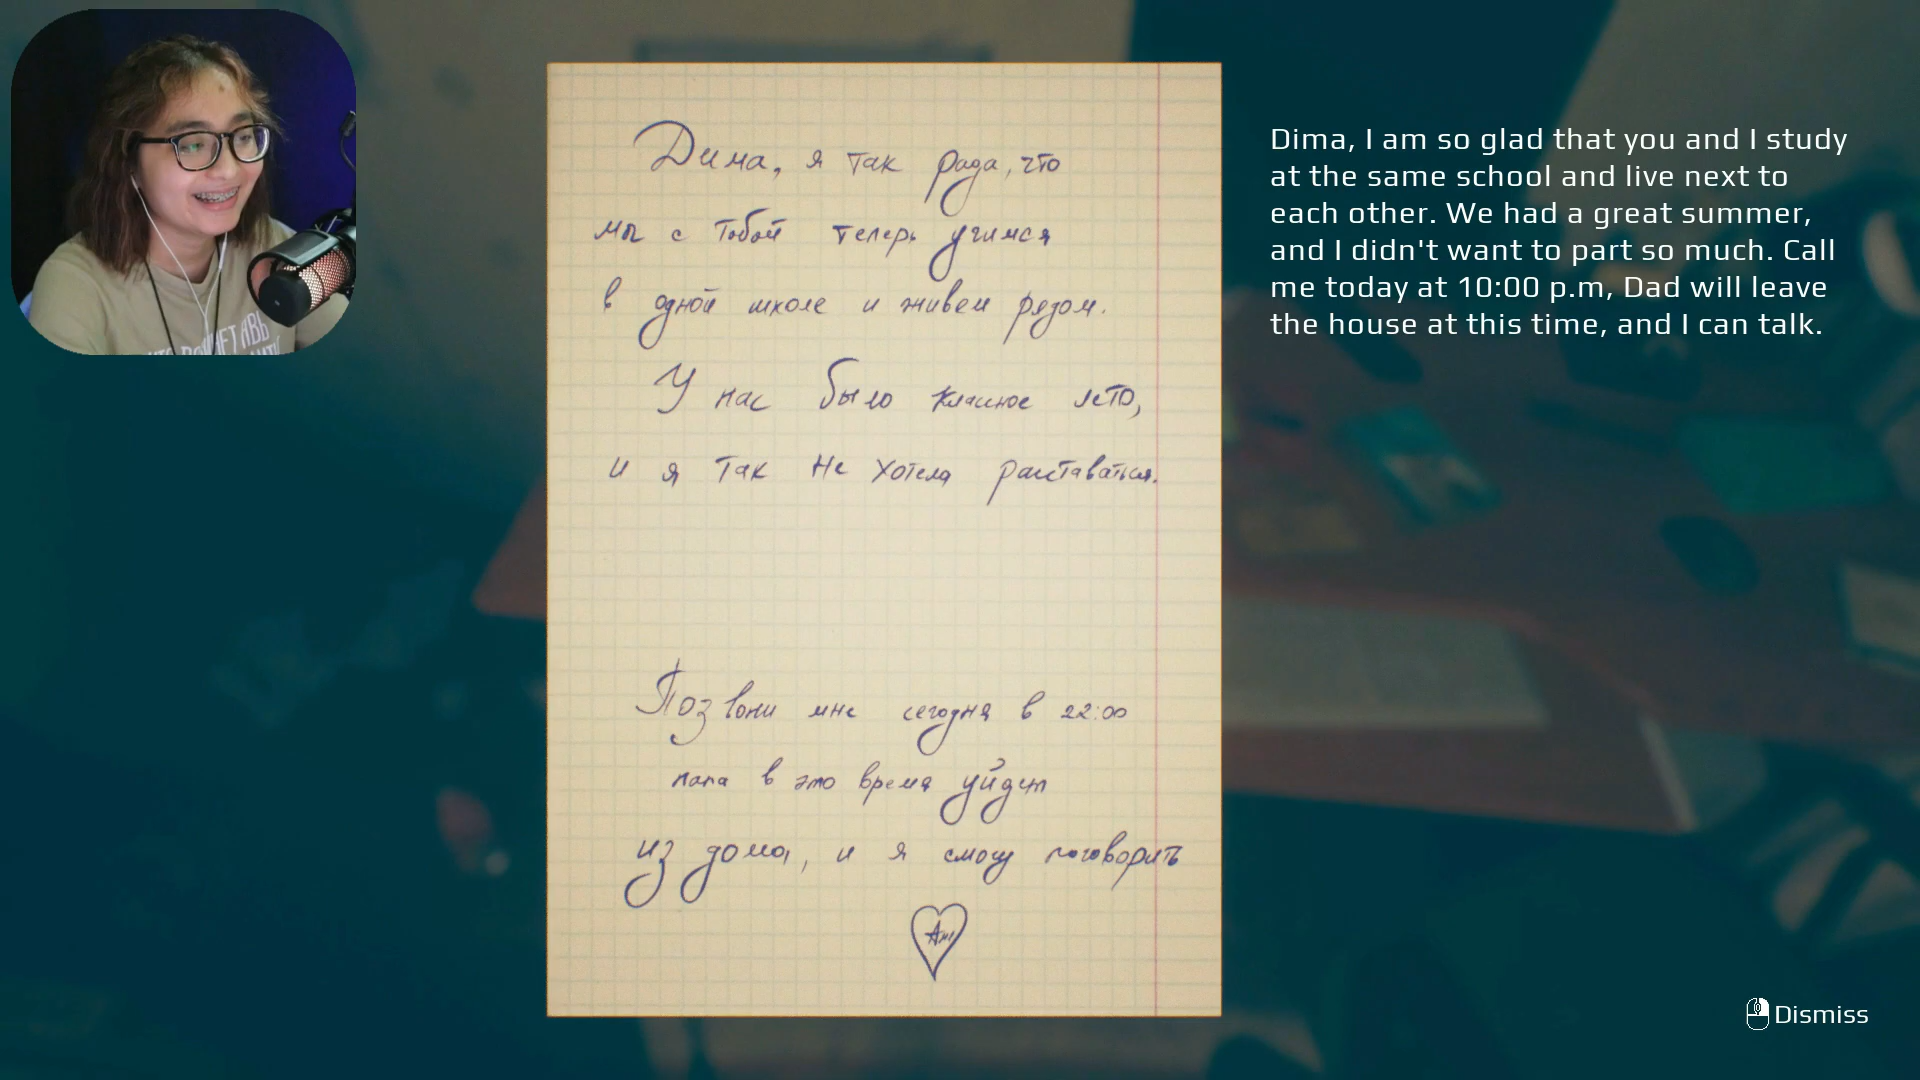 Дима, я так рада, что
мы с тобой теперь учимся
в одной школе и живем рядом.
У нас было классное лето,
и я так не хотела расставаться.
Позвони мне сегодня в 22:00
папа в это время уйдет
из дома, и я смогу поговорить
Аня
Dima, I am so glad that you and I study
at the same school and live next to
each other. We had a great summer,
and I didn't want to part so much. Call
me today at 10:00 p.m, Dad will leave
the house at this time, and I can talk.
Dismiss